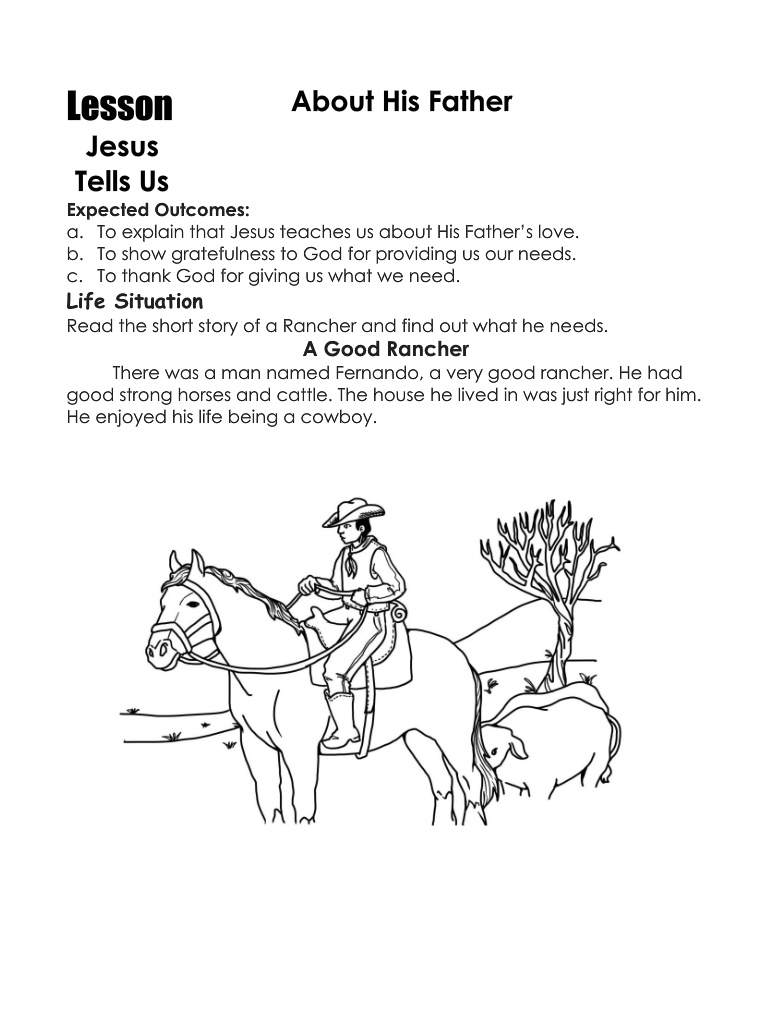 Lesson
About His Father
Jesus
Tells Us
Expected Outcomes:
a. To explain that Jesus teaches us about His Father’s love.
b. To show gratefulness to God for providing us our needs.
c. To thank God for giving us what we need.
Life Situation
Read the short story of a Rancher and find out what he needs.
A Good Rancher
There was a man named Fernando, a very good rancher. He had
good strong horses and cattle. The house he lived in was just right for him.
He enjoyed his life being a cowboy.